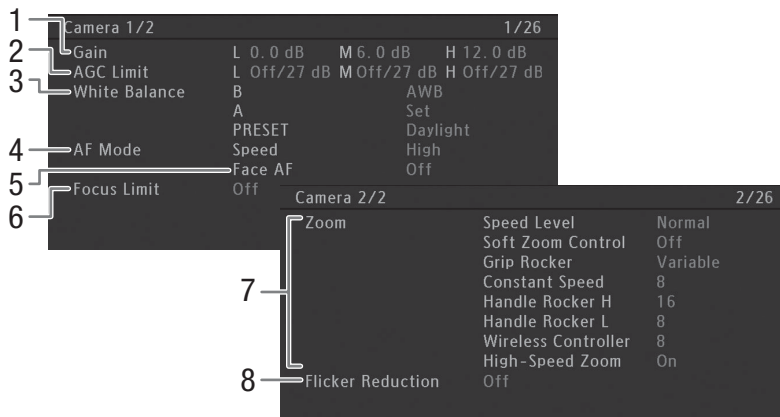 Camera 1/2 1/26
1 Gain L 0.0 dB M 6.0 dB H 12.0 dB
2 AGC Limit L Off/27 dB M Off/27 dB H Off/27 dB
3 White Balance B AWB
A Set
PRESET Daylight
4 AF Mode Speed High
5 Face AF Off
6 Focus Limit Off
Camera 2/2 2/26
7 Zoom Speed Level Normal
Soft Zoom Control Off
Grip Rocker Variable
Constant Speed 8
Handle Rocker H 16
Handle Rocker L 8
Wireless Controller 8
High-Speed Zoom On
8 Flicker Reduction Off